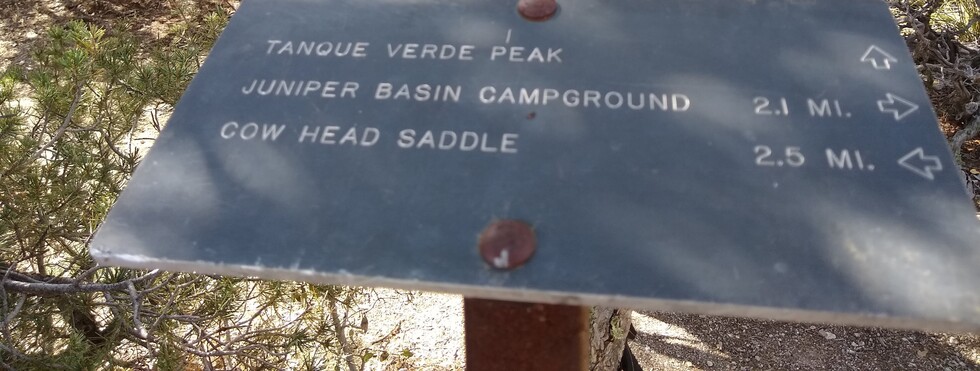 TANQUE VERDE PEAK
JUNIPER BASIN CAMPGROUND 2.1 MI.
COW HEAD SADDLE 2.5 MI.